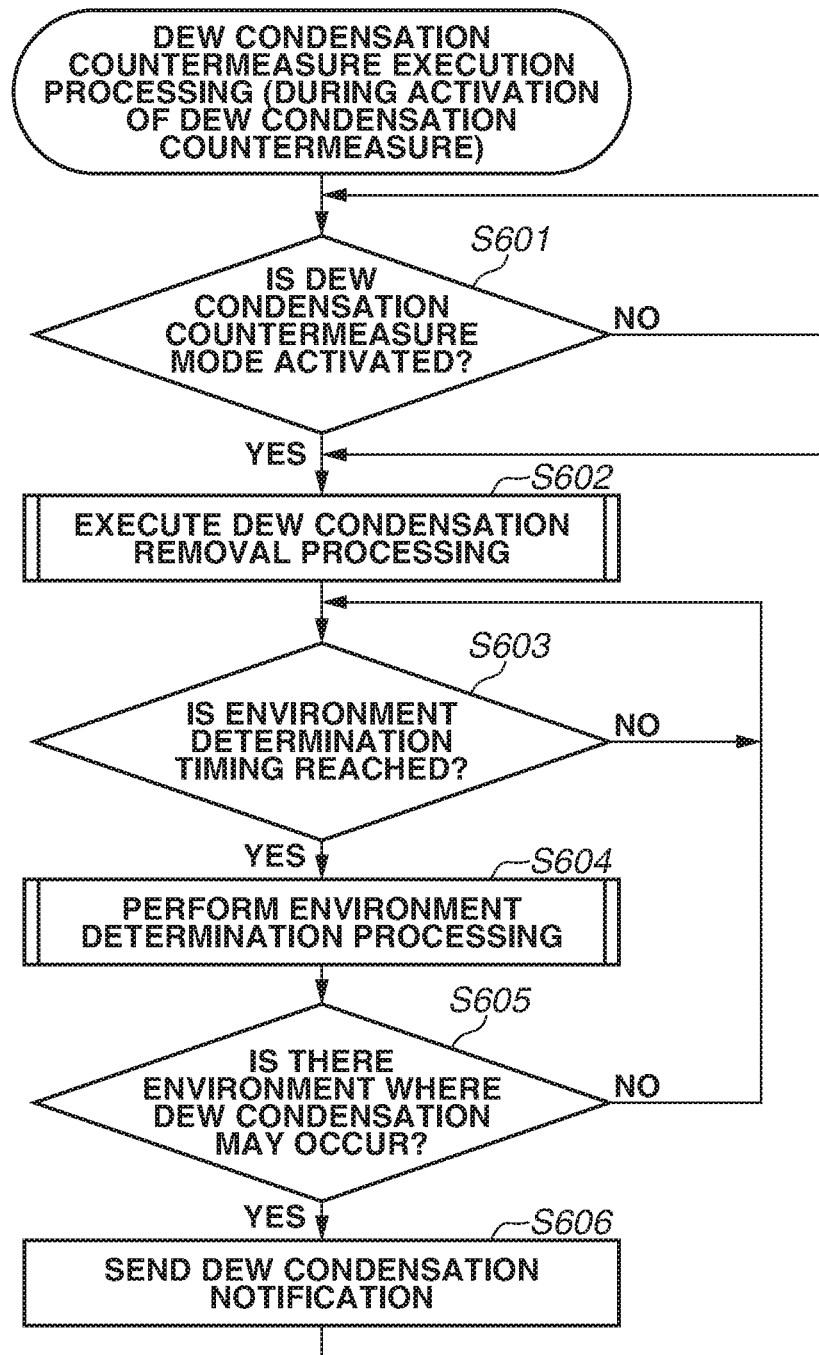 DEW CONDENSATION
COUNTERMEASURE EXECUTION
PROCESSING (DURING ACTIVATION
OF DEW CONDENSATION
COUNTERMEASURE)
S601
IS DEW
CONDENSATION
COUNTERMEASURE
MODE ACTIVATED?
NO
YES
S602
EXECUTE DEW CONDENSATION
REMOVAL PROCESSING
S603
IS ENVIRONMENT
DETERMINATION
TIMING REACHED?
NO
YES
S604
PERFORM ENVIRONMENT
DETERMINATION PROCESSING
S605
IS THERE
ENVIRONMENT WHERE
DEW CONDENSATION
MAY OCCUR?
NO
YES
S606
SEND DEW CONDENSATION
NOTIFICATION